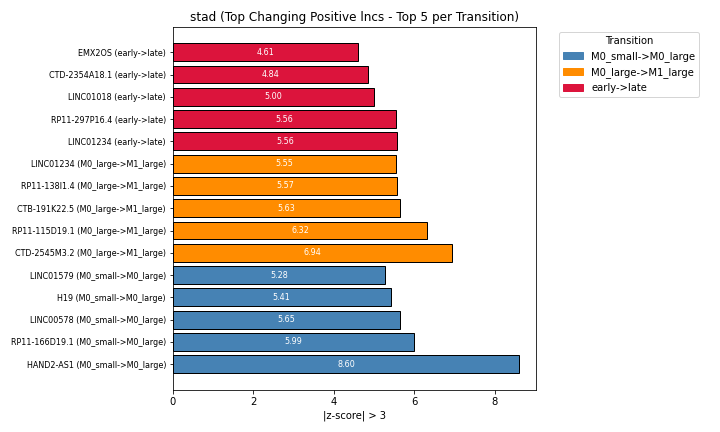 stad (Top Changing Positive lncs - Top 5 per Transition)
EMX2OS (early->late) 4.61
CTD-2354A18.1 (early->late) 4.84
LINC01018 (early->late) 5.00
RP11-297P16.4 (early->late) 5.56
LINC01234 (early->late) 5.56
LINC01234 (M0_large->M1_large) 5.55
RP11-138I1.4 (M0_large->M1_large) 5.57
CTB-191K22.5 (M0_large->M1_large) 5.63
RP11-115D19.1 (M0_large->M1_large) 6.32
CTD-2545M3.2 (M0_large->M1_large) 6.94
LINC01579 (M0_small->M0_large) 5.28
H19 (M0_small->M0_large) 5.41
LINC00578 (M0_small->M0_large) 5.65
RP11-166D19.1 (M0_small->M0_large) 5.99
HAND2-AS1 (M0_small->M0_large) 8.60
0 2 4 6 8
|z-score| > 3
Transition
M0_small->M0_large
M0_large->M1_large
early->late